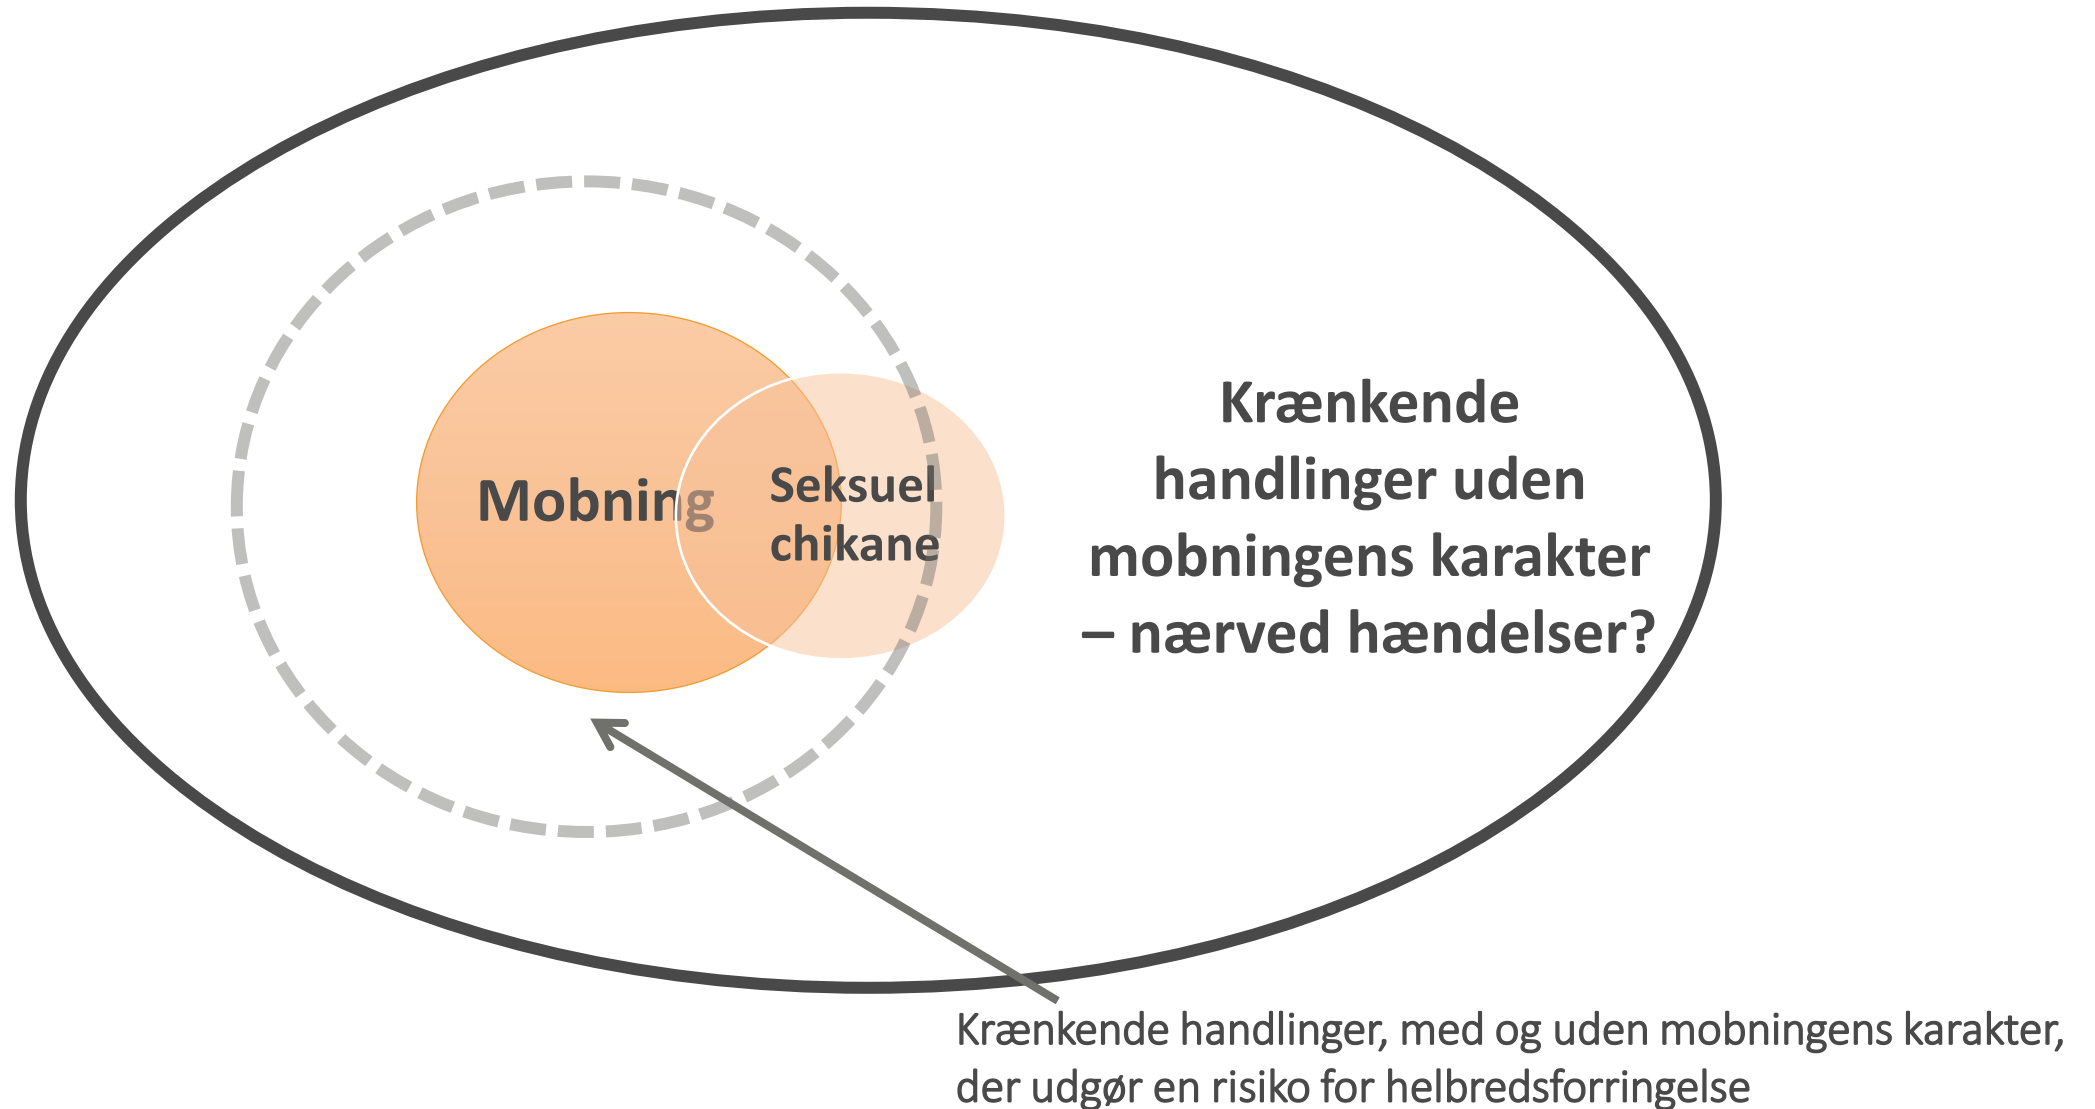 Mobning
Seksuel
chikane
Krænkende
handlinger uden
mobningens karakter
– nærved hændelser?
Krænkende handlinger, med og uden mobningens karakter,
der udgør en risiko for helbredsforringelse